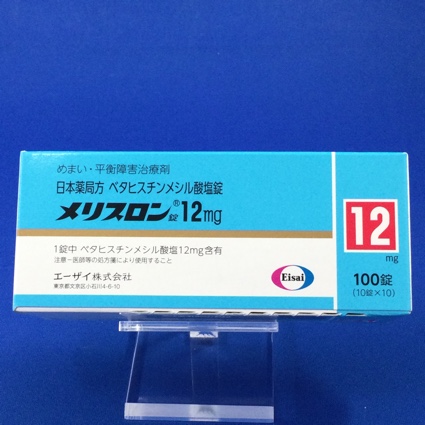 めまい・平衡障害治療剤
日本薬局方 ベタヒスチンメシル酸塩錠
メリスロン®錠12mg
1錠中 ベタヒスチンメシル酸塩12mg含有
注意－医師等の処方箋により使用すること
エーザイ株式会社
東京都文京区小石川4-6-10
Eisai
12
mg
100錠
(10錠×10)